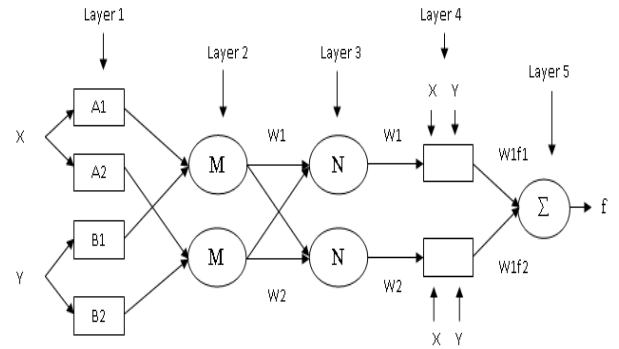 Layer 1
Layer 2
Layer 3
Layer 4
Layer 5
X
Y
A1
A2
B1
B2
M
M
W1
W2
N
N
W1
W2
X Y
X Y
W1f1
W1f2
Σ
f